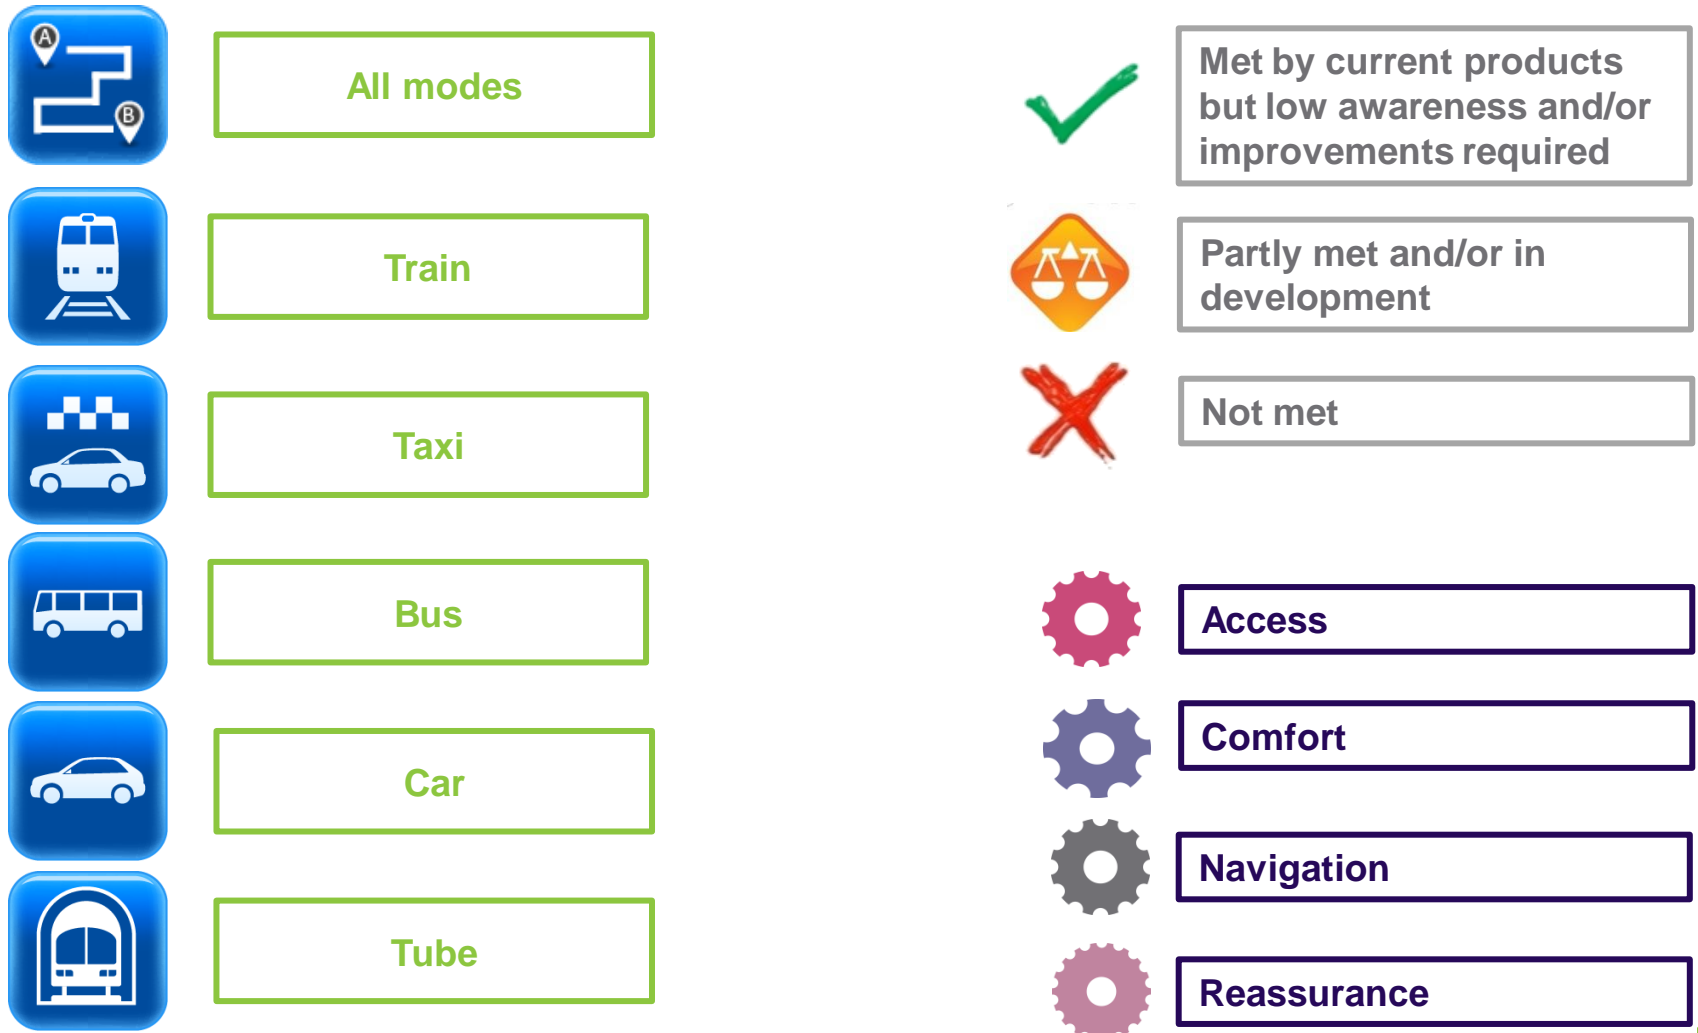 A
B
All modes
Train
Taxi
Bus
Car
Tube
Met by current products
but low awareness and/or
improvements required
Partly met and/or in
development
Not met
Access
Comfort
Navigation
Reassurance